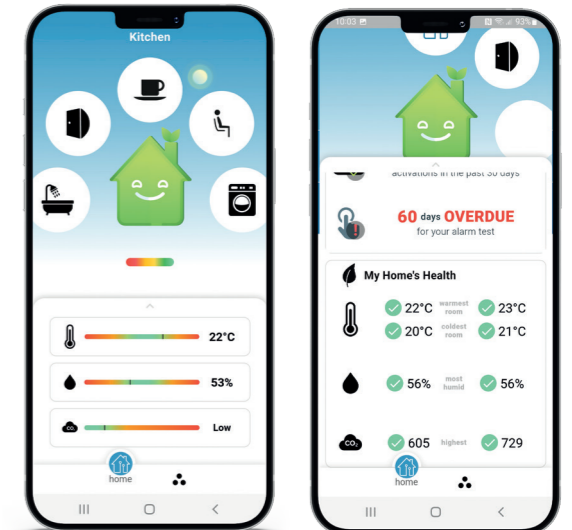 Kitchen
22°C
53%
CO₂
Low
home
10:03
93%
activations in the past 30 days
60 days OVERDUE
for your alarm test
My Home's Health
22°C warmest room 23°C
20°C coldest room 21°C
56% most humid 56%
CO₂
605 highest 729
home